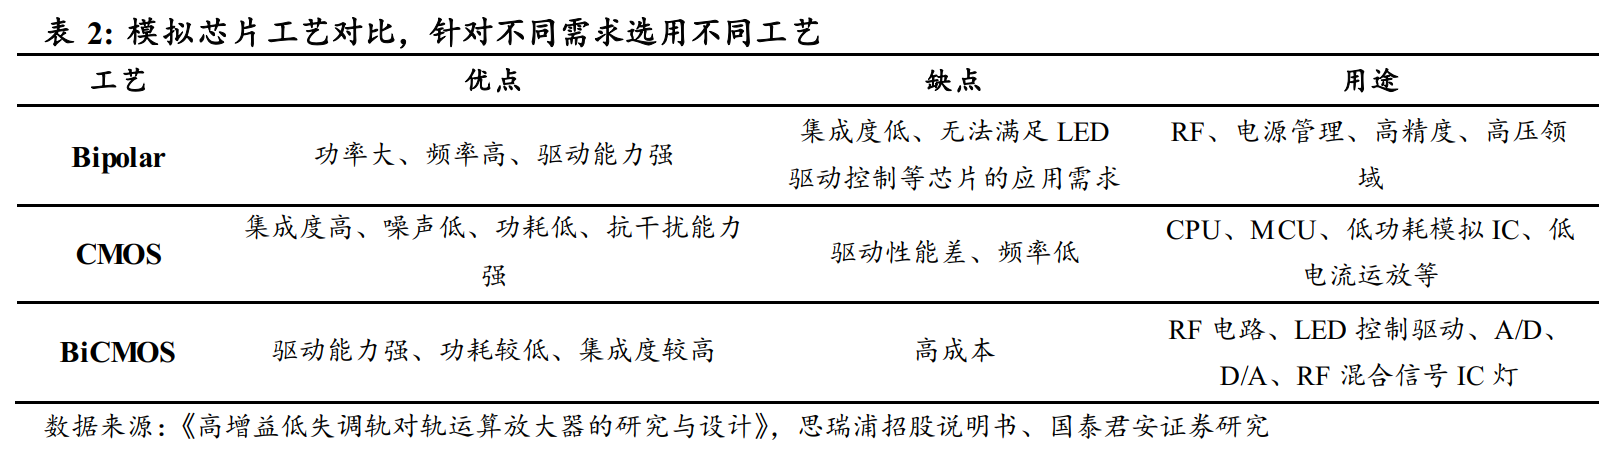 表 2: 模拟芯片工艺对比，针对不同需求选用不同工艺
工艺 优点 缺点 用途
Bipolar 功率大、频率高、驱动能力强 集成度低、无法满足 LED
驱动控制等芯片的应用需求 RF、电源管理、高精度、高压领
域
CMOS 集成度高、噪声低、功耗低、抗干扰能力
强 驱动性能差、频率低 CPU、MCU、低功耗模拟 IC、低
电流运放等
BiCMOS 驱动能力强、功耗较低、集成度较高 高成本 RF 电路、LED 控制驱动、A/D、
D/A、RF 混合信号 IC 灯
数据来源：《高增益低失调轨对轨运算放大器的研究与设计》，思瑞浦招股说明书、国泰君安证券研究